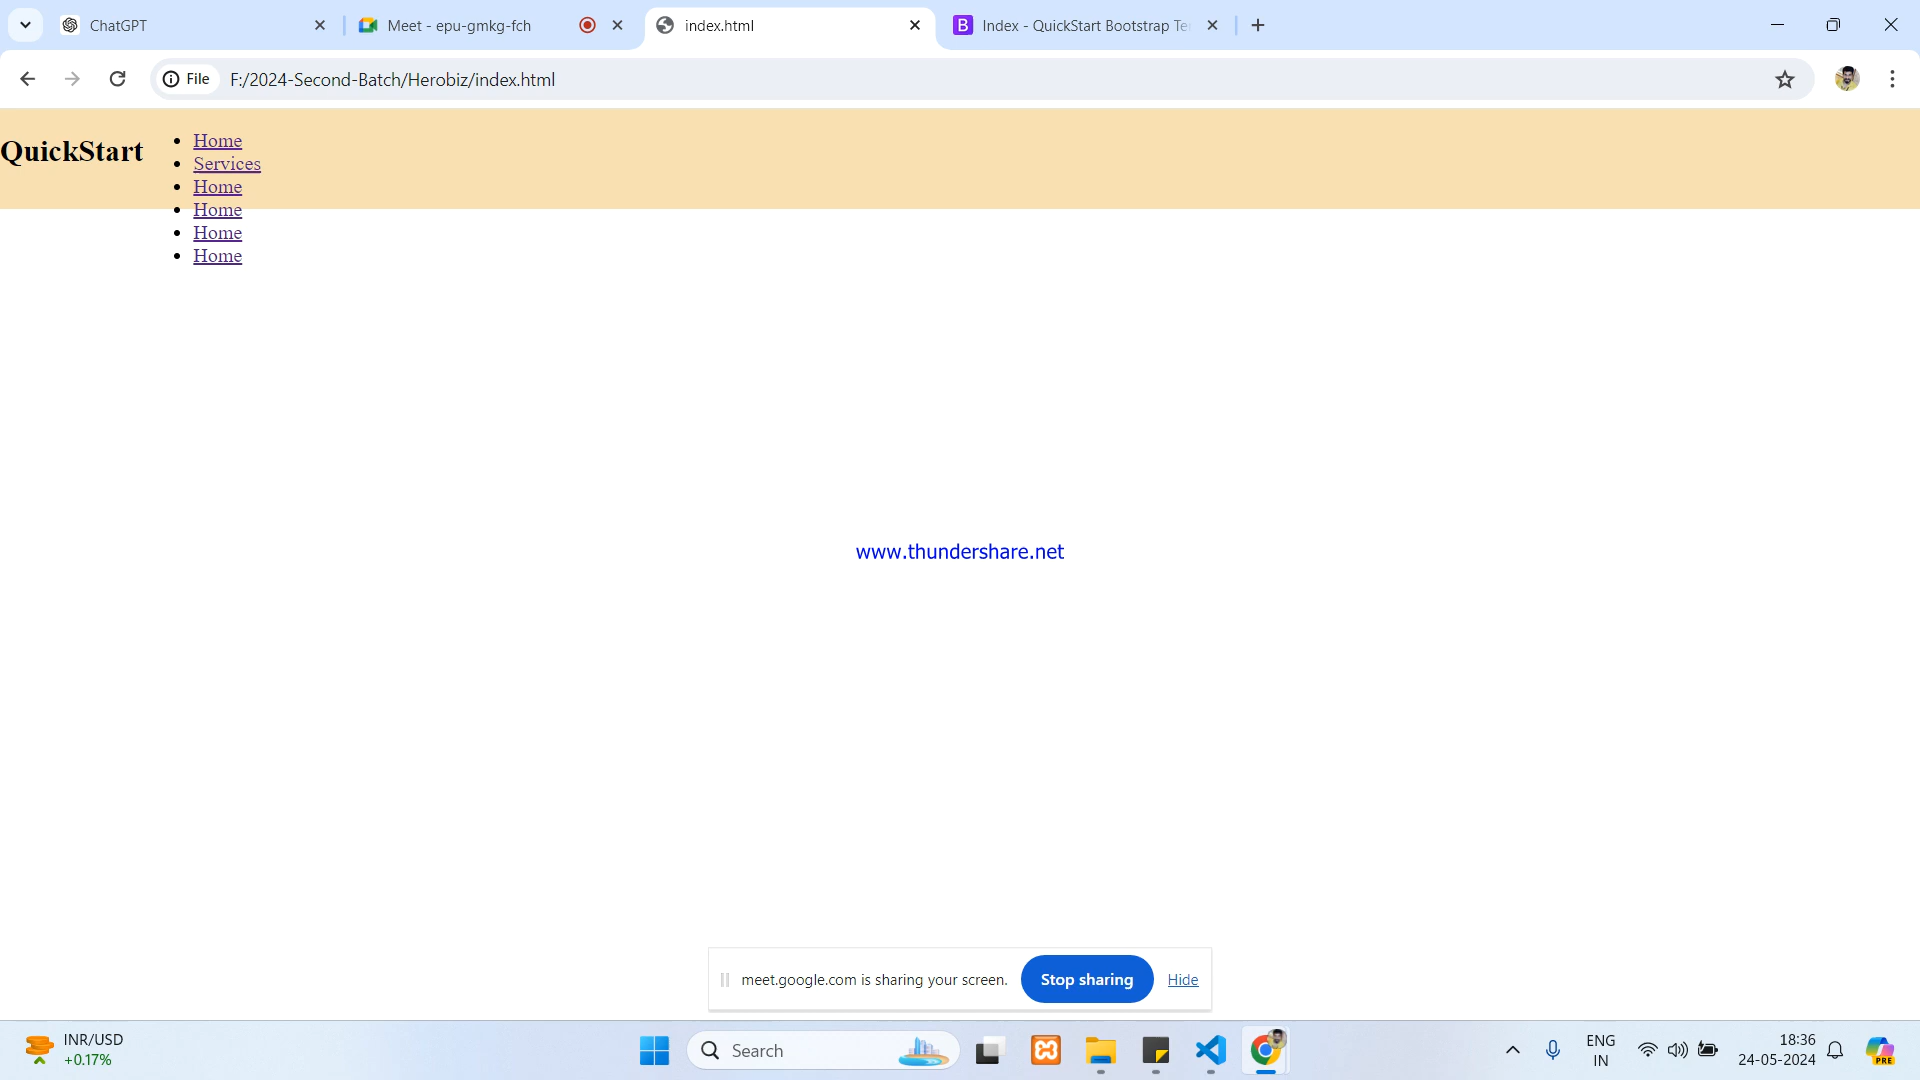 ChatGPT
Meet - epu-gmkg-fch
index.html
Index - QuickStart Bootstrap Te
File
F:/2024-Second-Batch/Herobiz/index.html
QuickStart
Home
Services
Home
Home
Home
Home
www.thundershare.net
meet.google.com is sharing your screen.
Stop sharing
Hide
INR/USD
+0.17%
Search
ENG
IN
18:36
24-05-2024
PRE